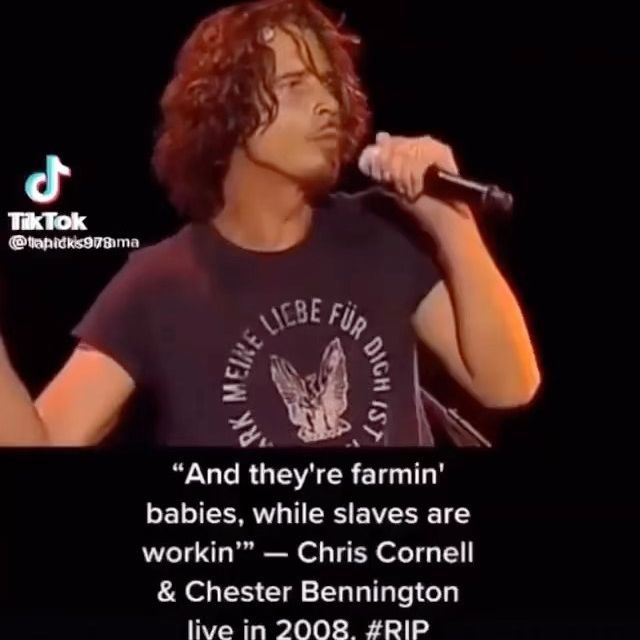 TikTok
MEINE LIEBE FÜR DICH IST
“And they're farmin'
babies, while slaves are
workin’” — Chris Cornell
& Chester Bennington
live in 2008. #RIP